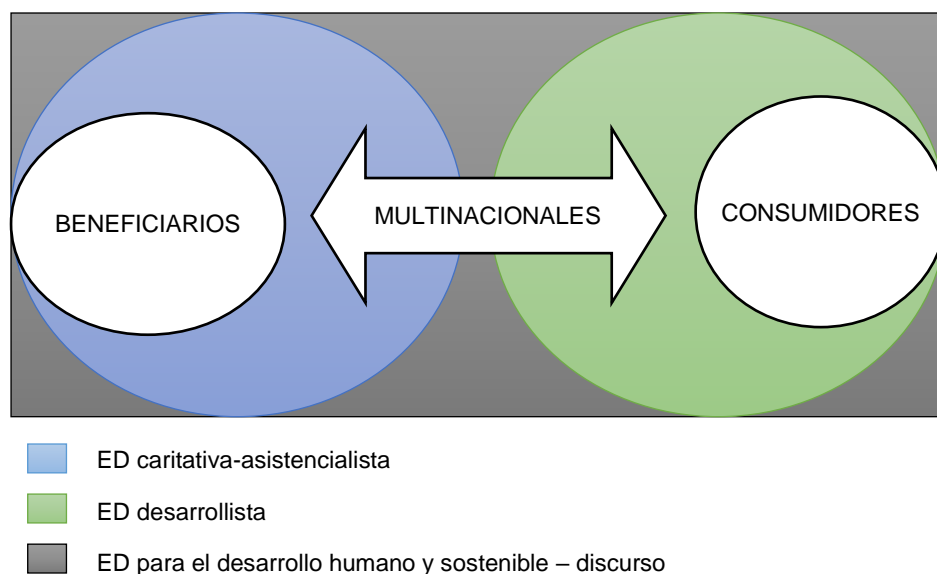 BENEFICIARIOS
MULTINACIONALES
CONSUMIDORES
ED caritativa-asistencialista
ED desarrollista
ED para el desarrollo humano y sostenible – discurso